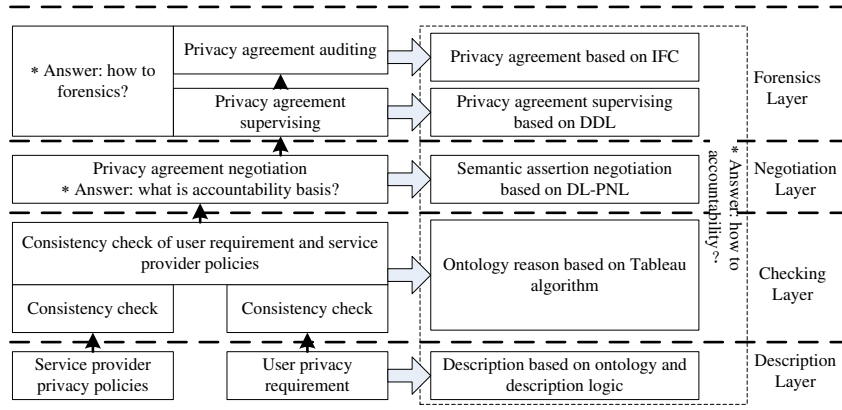 Privacy agreement auditing
Privacy agreement based on IFC
* Answer: how to
forensics?
Forensics
Layer
Privacy agreement
supervising
Privacy agreement supervising
based on DDL
Privacy agreement negotiation
* Answer: what is accountability basis?
Semantic assertion negotiation
based on DL-PNL
Negotiation
Layer
* Answer: how to
accountability?
Consistency check of user requirement and service
provider policies
Ontology reason based on Tableau
algorithm
Checking
Layer
Consistency check
Consistency check
Service provider
privacy policies
User privacy
requirement
Description based on ontology and
description logic
Description
Layer